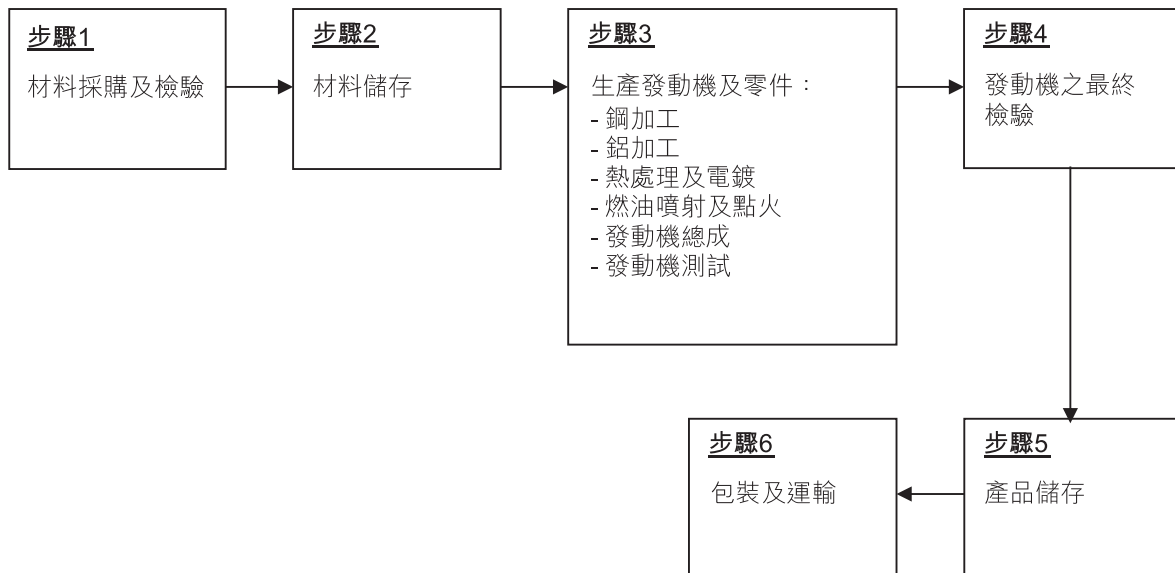 步驟1
材料採購及檢驗
步驟2
材料儲存
步驟3
生產發動機及零件：
- 鋼加工
- 鋁加工
- 熱處理及電鍍
- 燃油噴射及點火
- 發動機總成
- 發動機測試
步驟4
發動機之最終
檢驗
步驟5
產品儲存
步驟6
包裝及運輸